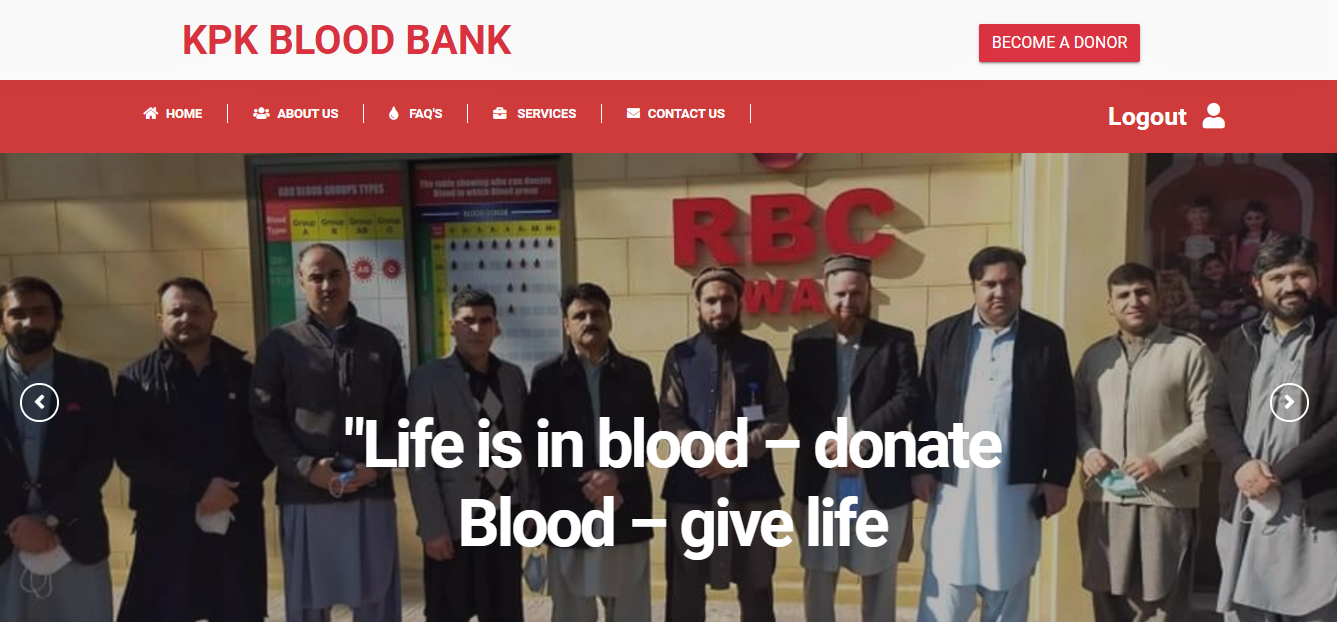 KPK BLOOD BANK
BECOME A DONOR
HOME
ABOUT US
FAQ'S
SERVICES
CONTACT US
Logout
ABO BLOOD GROUPS TYPES
The table showing who can donate
Blood to which Blood group
Blood
Types
Group
A
Group
B
Group
AB
Group
O
BLOOD DONOR
RBC
WA
"Life is in blood – donate
Blood – give life